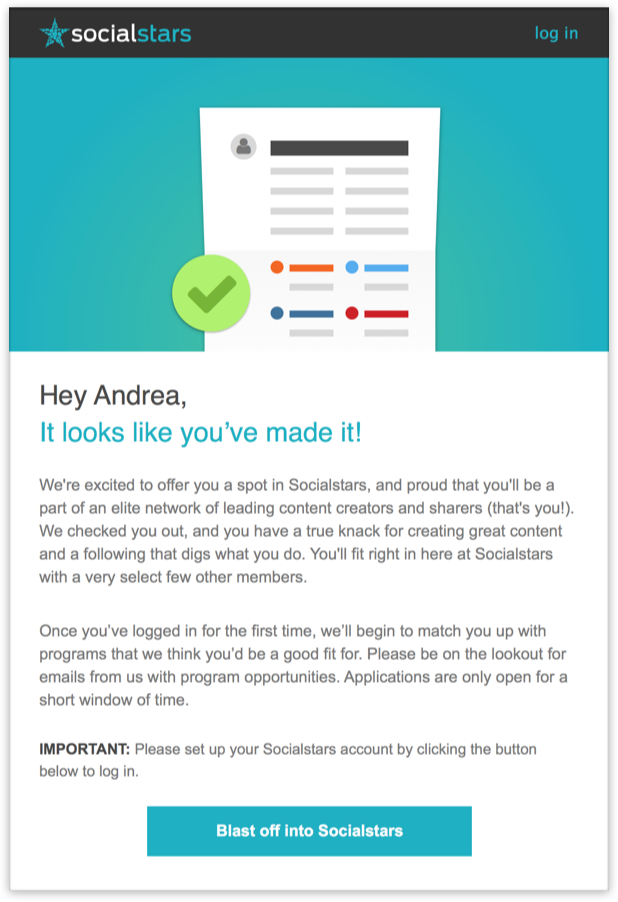 socialstars
log in
Hey Andrea,
It looks like you’ve made it!
We're excited to offer you a spot in Socialstars, and proud that you'll be a
part of an elite network of leading content creators and sharers (that's you!).
We checked you out, and you have a true knack for creating great content
and a following that digs what you do. You'll fit right in here at Socialstars
with a very select few other members.
Once you’ve logged in for the first time, we’ll begin to match you up with
programs that we think you’d be a good fit for. Please be on the lookout for
emails from us with program opportunities. Applications are only open for a
short window of time.
IMPORTANT: Please set up your Socialstars account by clicking the button
below to log in.
Blast off into Socialstars